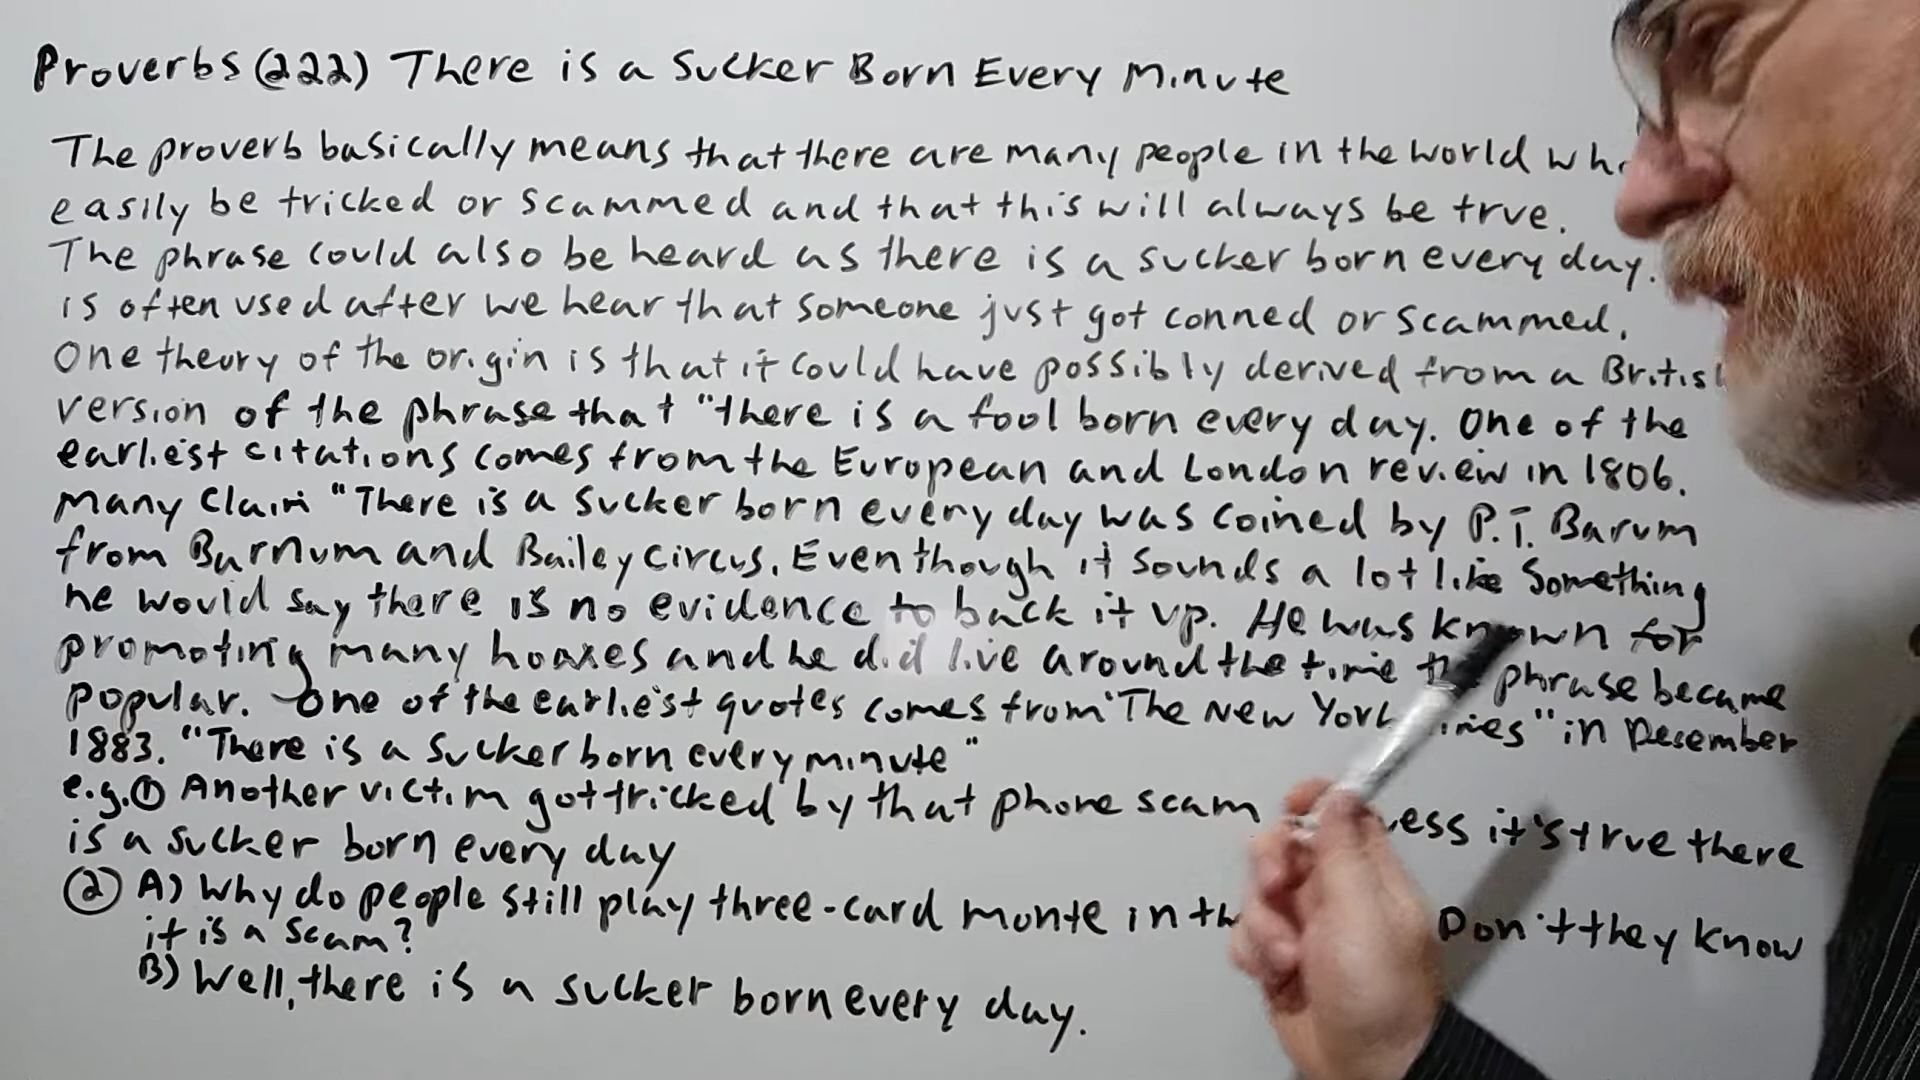 Proverbs (222) There is a Sucker Born Every Minute
The proverb basically means that there are many people in the world
easily be tricked or scammed and that this will always be true.
The phrase could also be heard as there is a sucker born every day.
is often used after we hear that someone just got conned or scammed.
One theory of the origin is that it could have possibly derived from a British
version of the phrase that "there is a fool born every day. One of the
earliest citations comes from the European and London review in 1806.
Many Claim "There is a sucker born every day was coined by P.T. Barum
from Barnum and Bailey circus. Even though it sounds a lot like something
he would say there is no evidence to back it up. He was known for
promoting many hoaxes and he did live around the time the phrase became
popular. One of the earliest quotes comes from "The New York Times" in December
1883. "There is a sucker born every minute"
e.g. ① Another victim got tricked by that phone scam it's true there
is a sucker born every day
② A) Why do people still play three-card monte in Don't they know
it is a scam?
B) Well, there is a sucker born every day.